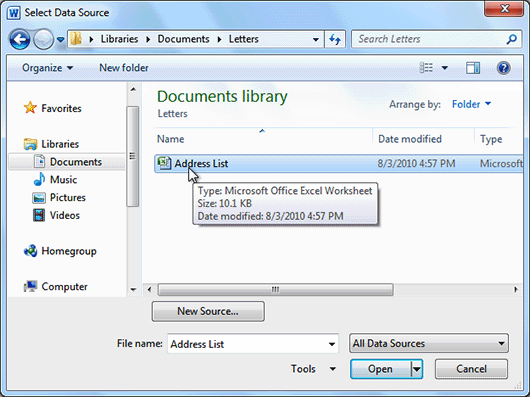 Select Data Source
Libraries Documents Letters Search Letters
Organize New folder
Favorites
Libraries
Documents
Music
Pictures
Videos
Homegroup
Computer
Documents library
Letters
Arrange by: Folder
Name Date modified Type
Address List 8/3/2010 4:57 PM Microsoft
Type: Microsoft Office Excel Worksheet
Size: 10.1 KB
Date modified: 8/3/2010 4:57 PM
New Source...
File name: Address List All Data Sources
Tools Open Cancel